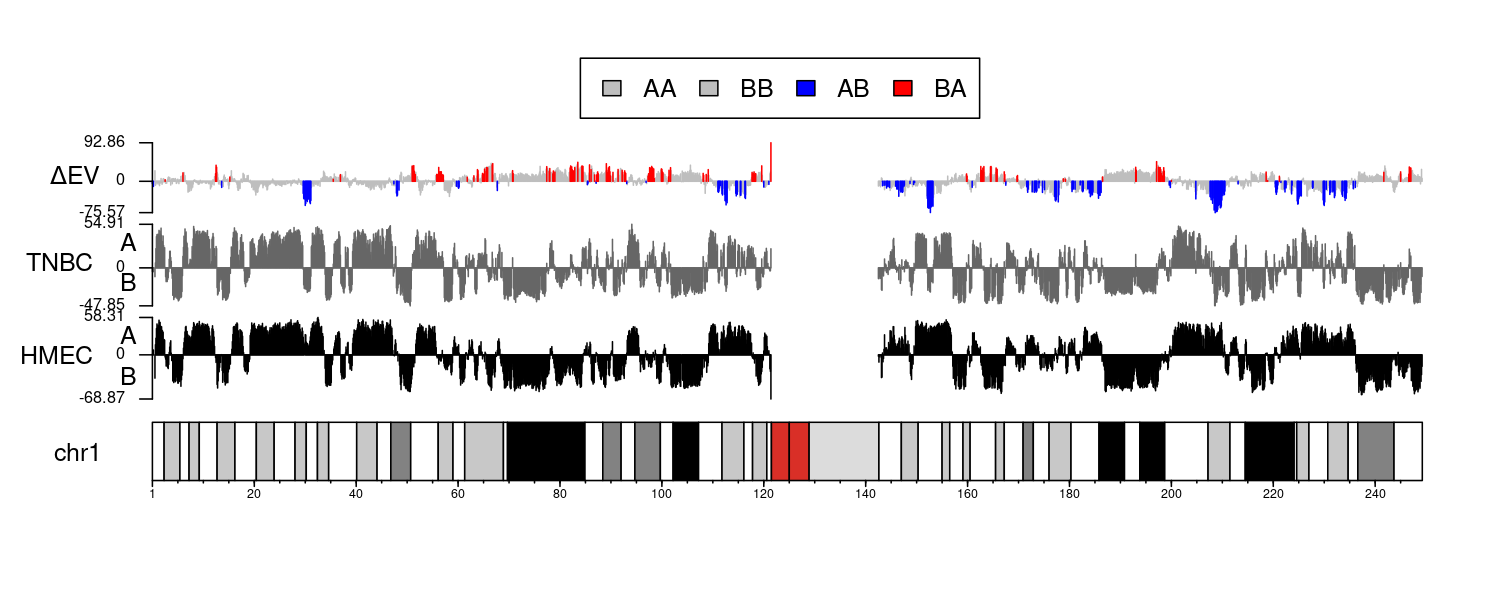 AA BB AB BA
92.86
ΔEV 0
-75.57
54.91
A
TNBC 0
B
-47.85
58.31
A
HMEC 0
B
-68.87
chr1
1 20 40 60 80 100 120 140 160 180 200 220 240